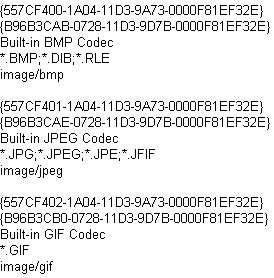 {557CF400-1A04-11D3-9A73-0000F81EF32E}
{B96B3CAB-0728-11D3-9D7B-0000F81EF32E}
Built-in BMP Codec
*.BMP;*.DIB;*.RLE
image/bmp

{557CF401-1A04-11D3-9A73-0000F81EF32E}
{B96B3CAE-0728-11D3-9D7B-0000F81EF32E}
Built-in JPEG Codec
*.JPG;*.JPEG;*.JPE;*.JFIF
image/jpeg

{557CF402-1A04-11D3-9A73-0000F81EF32E}
{B96B3CB0-0728-11D3-9D7B-0000F81EF32E}
Built-in GIF Codec
*.GIF
image/gif